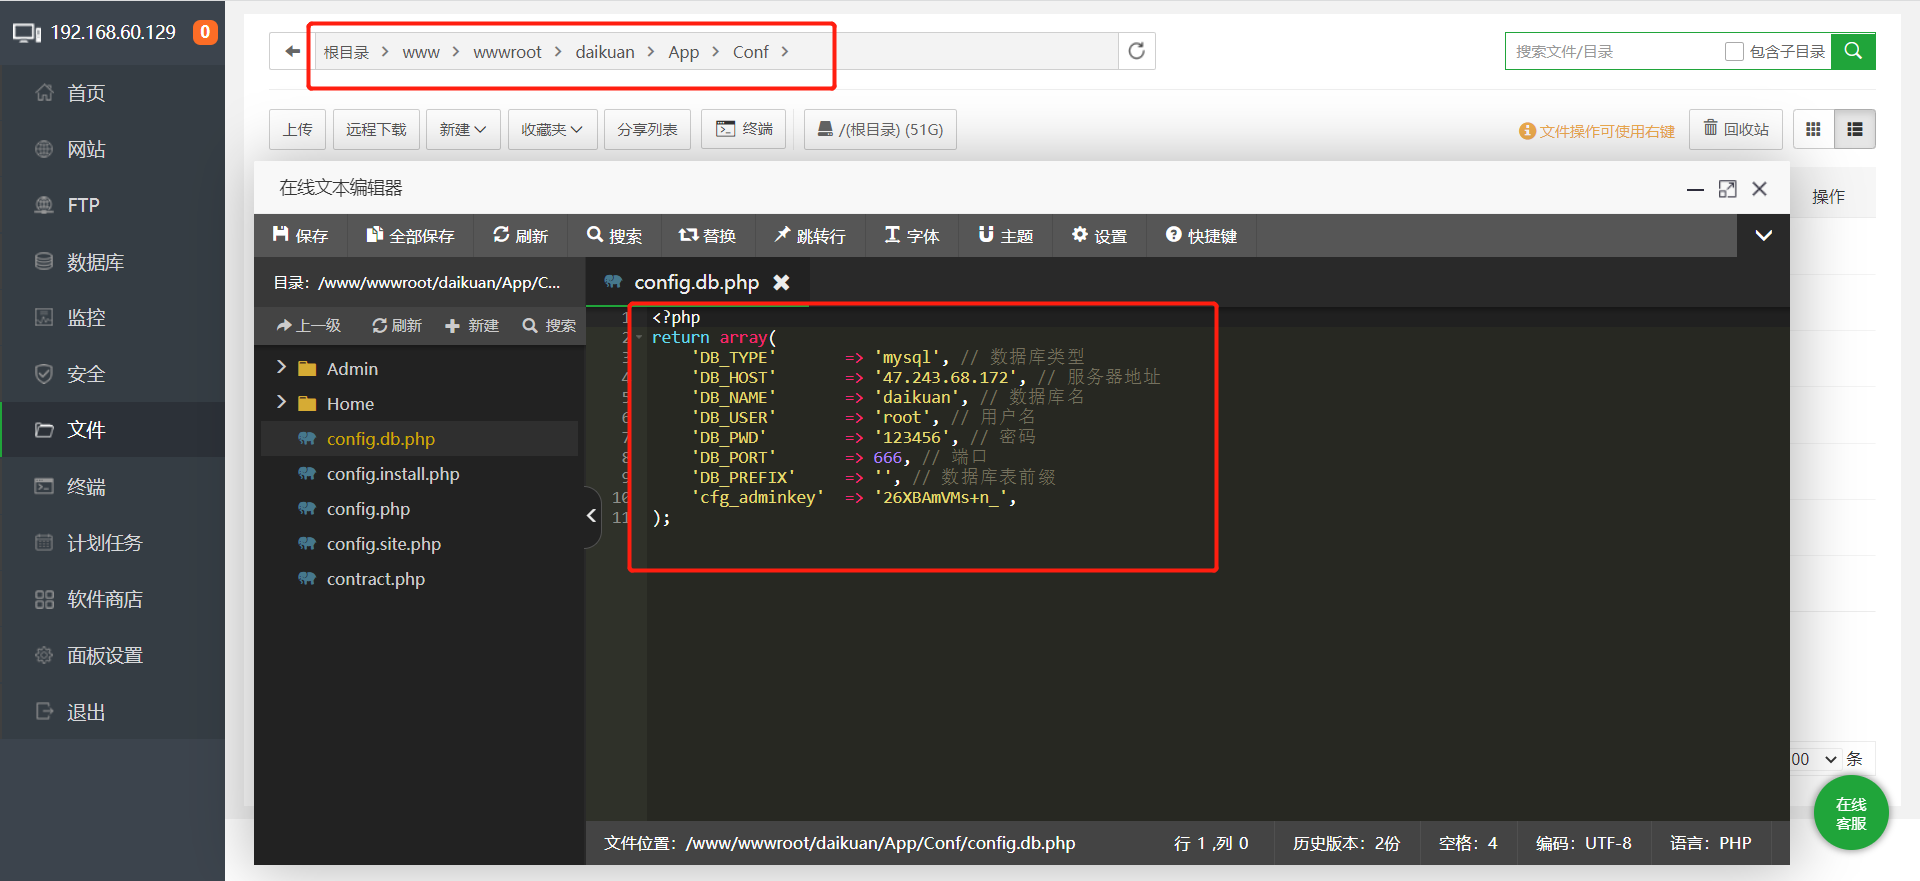 192.168.60.129 0
首页
网站
FTP
数据库
监控
安全
文件
终端
计划任务
软件商店
面板设置
退出
根目录 > www > wwwroot > daikuan > App > Conf >
搜索文件/目录 包含子目录
上传 远程下载 新建 收藏夹 分享列表 终端 /(根目录) (51G)
文件操作可使用右键 回收站
操作
在线文本编辑器
保存 全部保存 刷新 搜索 替换 跳转行 字体 主题 设置 快捷键
目录: /www/wwwroot/daikuan/App/C...
上一级 刷新 新建 搜索
Admin
Home
config.db.php
config.install.php
config.php
config.site.php
contract.php
config.db.php
1 <?php
2 return array(
3 'DB_TYPE' => 'mysql', // 数据库类型
4 'DB_HOST' => '47.243.68.172', // 服务器地址
5 'DB_NAME' => 'daikuan', // 数据库名
6 'DB_USER' => 'root', // 用户名
7 'DB_PWD' => '123456', // 密码
8 'DB_PORT' => 666, // 端口
9 'DB_PREFIX' => '', // 数据库表前缀
10 'cfg_adminkey' => '26XBAmVMs+n_',
11 );
文件位置: /www/wwwroot/daikuan/App/Conf/config.db.php 行 1 ,列 0 历史版本: 2份 空格: 4 编码: UTF-8 语言: PHP
00 条
在线
客服